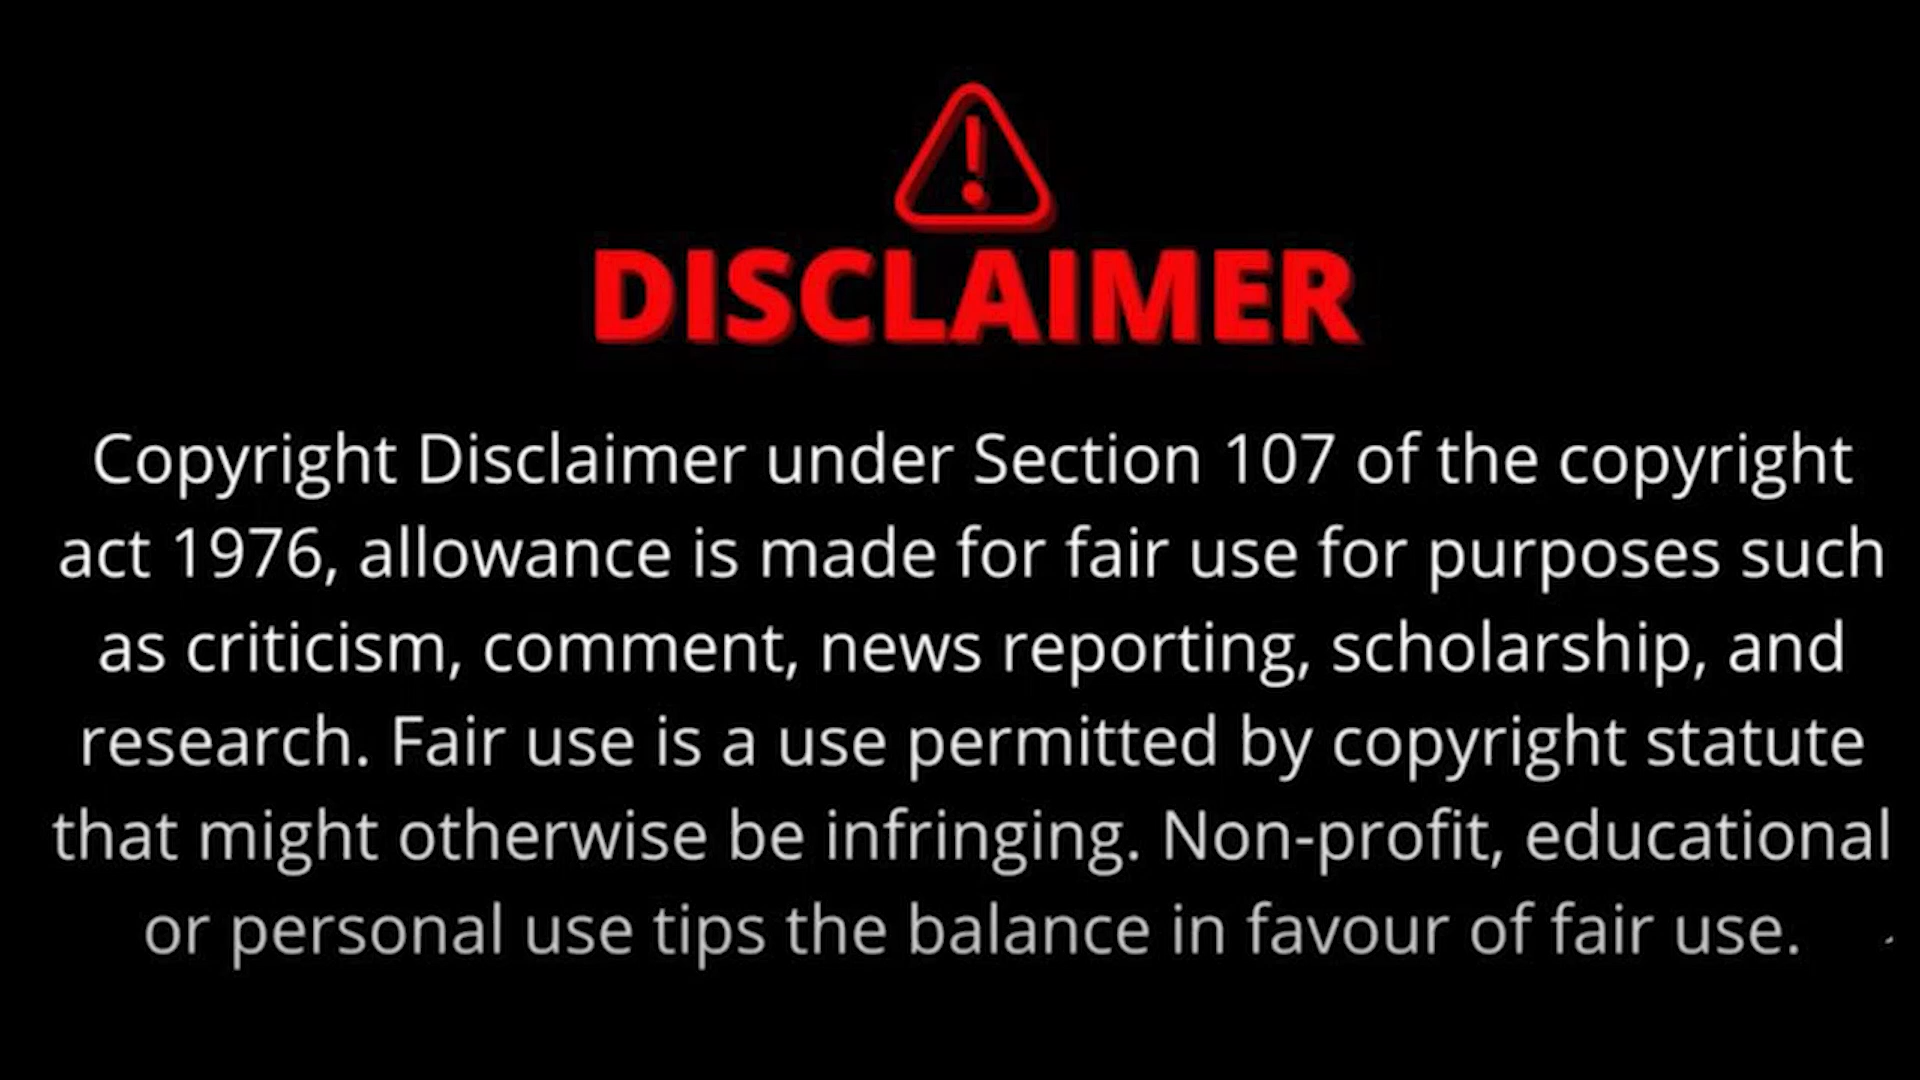 DISCLAIMER
Copyright Disclaimer under Section 107 of the copyright
act 1976, allowance is made for fair use for purposes such
as criticism, comment, news reporting, scholarship, and
research. Fair use is a use permitted by copyright statute
that might otherwise be infringing. Non-profit, educational
or personal use tips the balance in favour of fair use.